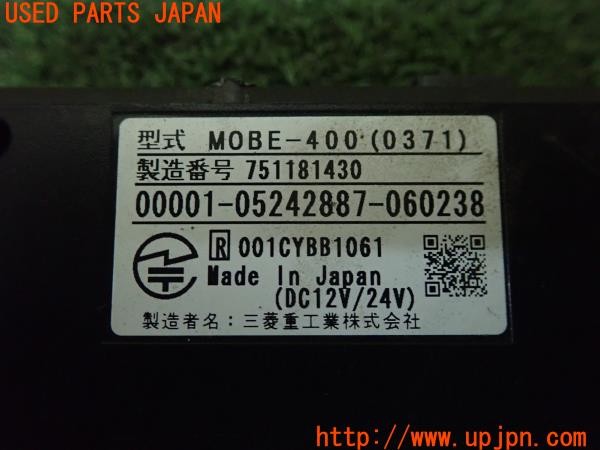 USED PARTS JAPAN
型式 MOBE-400(0371)
製造番号 751181430
00001-05242887-060238
R 001CYBB1061
Made In Japan
(DC12V/24V)
製造者名:三菱重工業株式会社
http://www.upjpn.com/